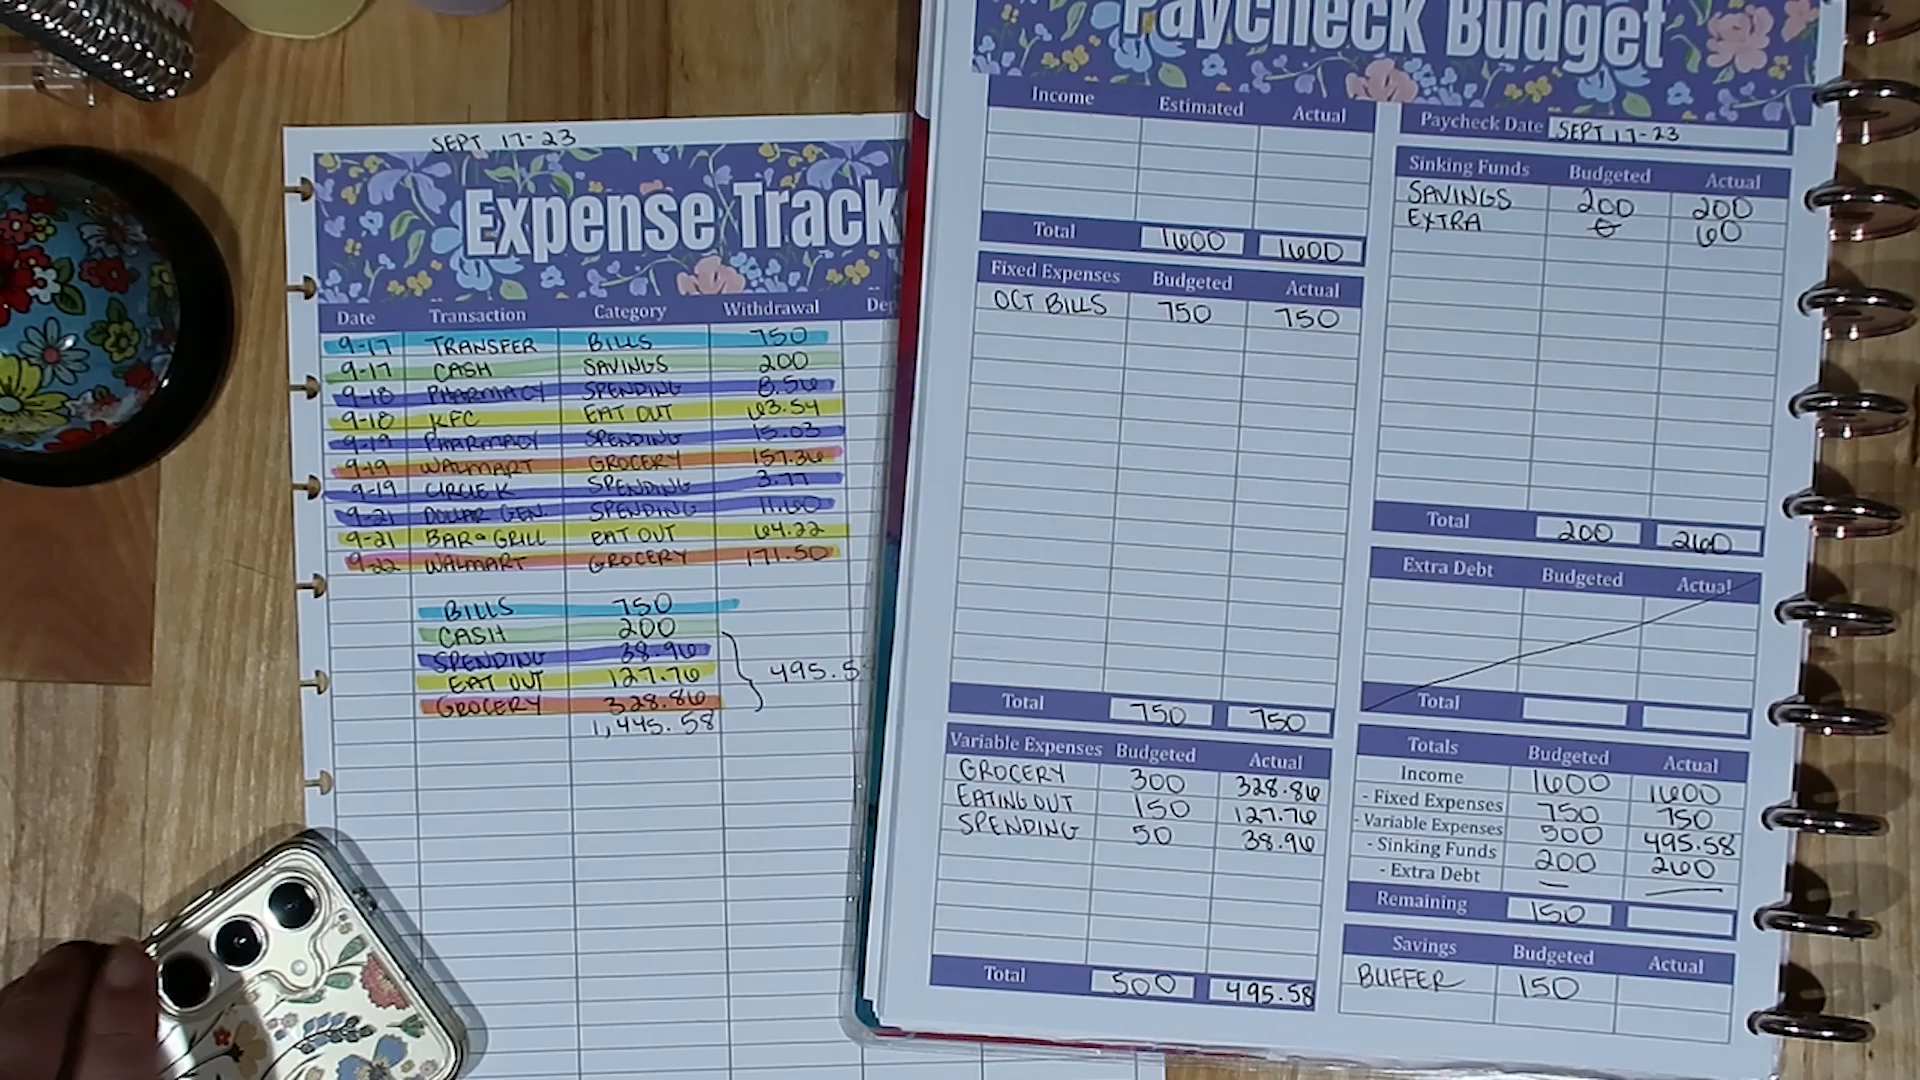 SEPT 17-23
Expense Track
Date Transaction Category Withdrawal Dep
9-17 TRANSFER BILLS 750
9-17 CASH SAVINGS 200
9-18 PHARMACY SPENDING 8.56
9-18 KFC EAT OUT 63.54
9-19 PHARMACY SPENDING 15.03
9-19 WALMART GROCERY 157.36
9-19 CIRCLE K SPENDING 3.77
9-21 DOLLAR GEN. SPENDING 11.60
9-21 BAR & GRILL EAT OUT 64.22
9-22 WALMART GROCERY 171.50
BILLS 750
CASH 200
SPENDING 38.96
EAT OUT 127.76
GROCERY 328.86
495.5
1,445.58
Paycheck Budget
Income Estimated Actual
Total 1600 1600
Fixed Expenses Budgeted Actual
OCT BILLS 750 750
Total 750 750
Variable Expenses Budgeted Actual
GROCERY 300 328.86
EATING OUT 150 127.76
SPENDING 50 38.96
Total 500 495.58
Paycheck Date SEPT 17-23
Sinking Funds Budgeted Actual
SAVINGS 200 200
EXTRA 0 60
Total 200 260
Extra Debt Budgeted Actual
Total
Totals Budgeted Actual
Income 1600 1600
- Fixed Expenses 750 750
- Variable Expenses 500 495.58
- Sinking Funds 200 260
- Extra Debt — —
Remaining 150
Savings Budgeted Actual
BUFFER 150